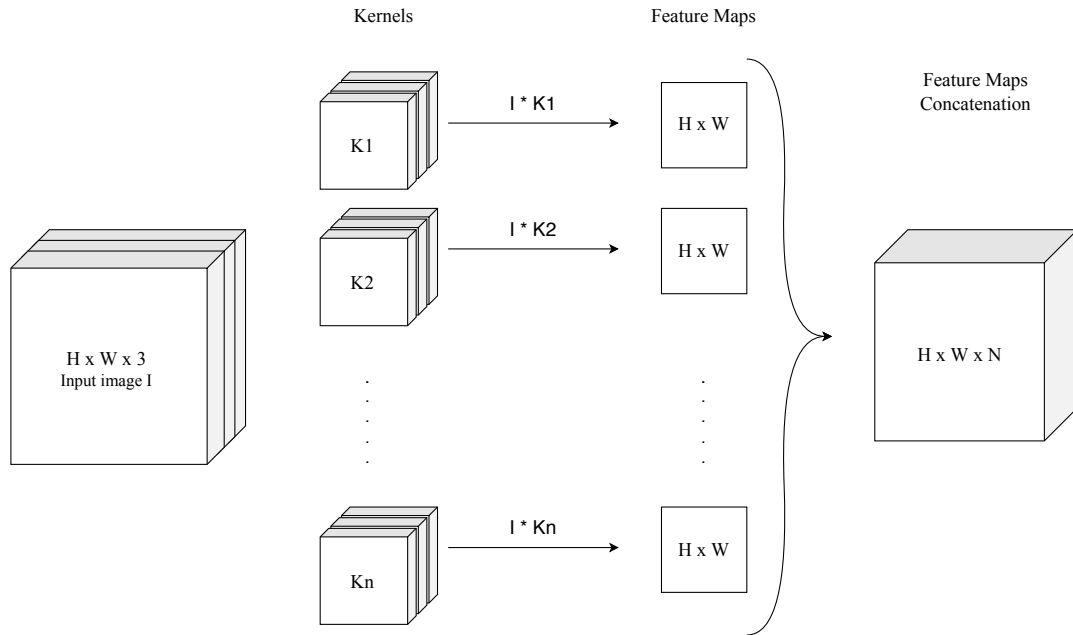 Kernels
Feature Maps
Feature Maps
Concatenation
K1
I * K1
H x W
K2
I * K2
H x W
H x W x 3
Input image I
H x W x N
Kn
I * Kn
H x W